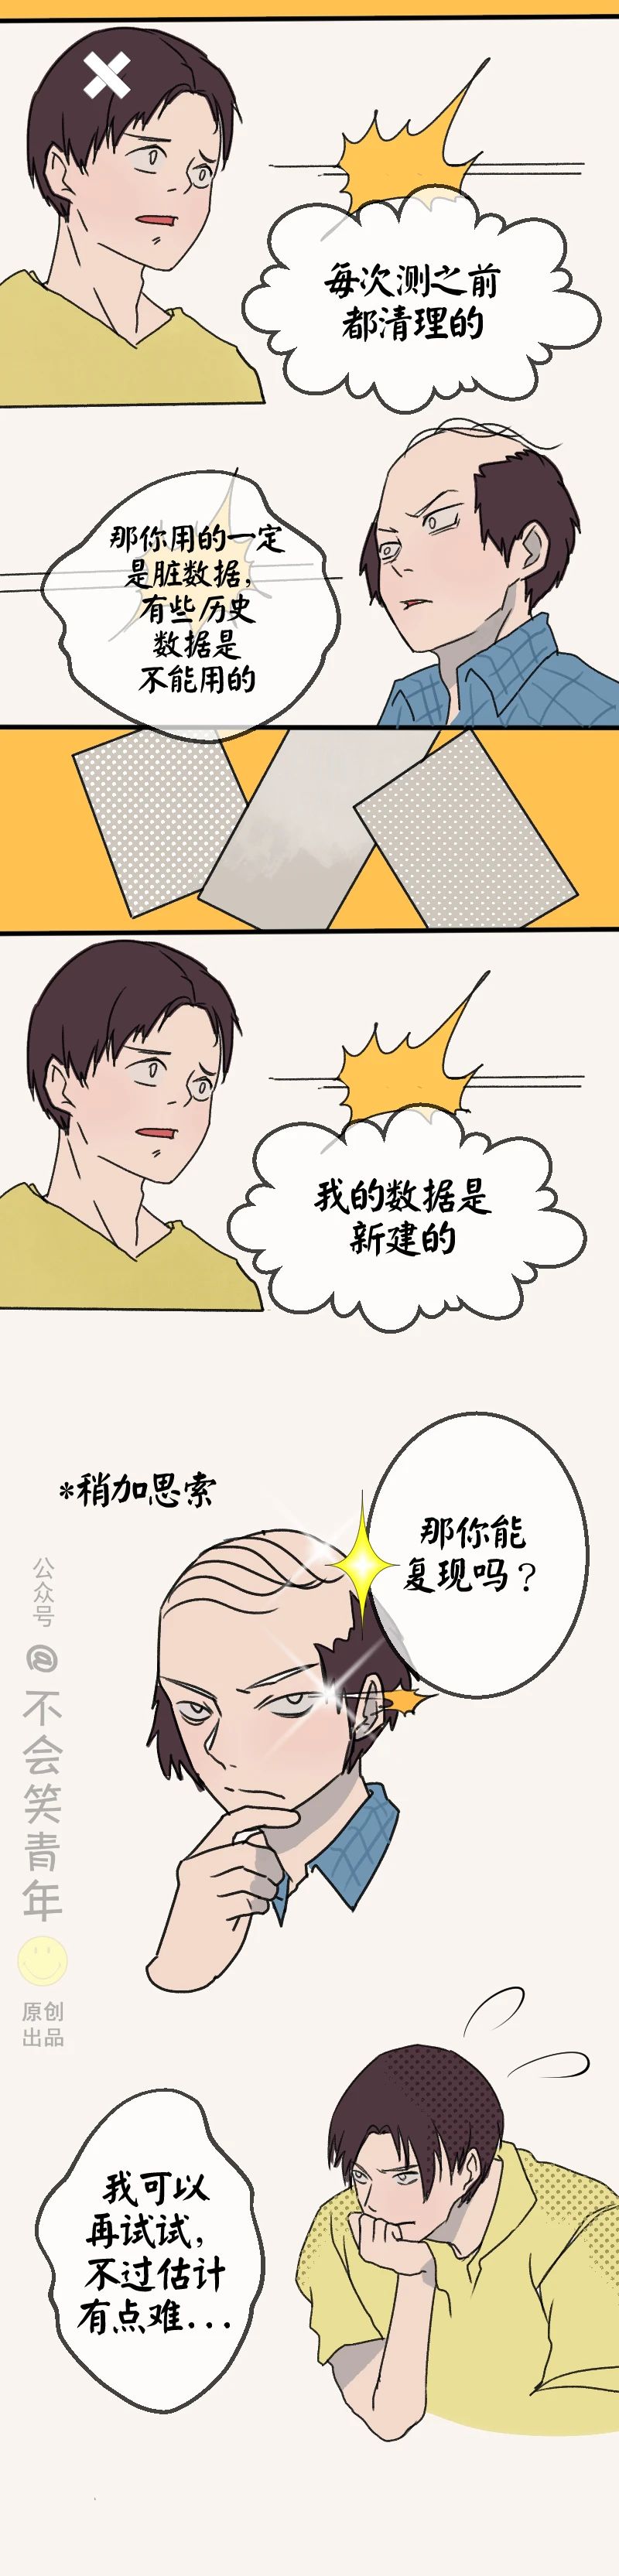 每次测之前
都清理的
那你用的一定
是脏数据,
有些历史
数据是
不能用的
我的数据是
新建的
*稍加思索
那你能
复现吗?
公众号
@不会笑青年
原创
出品
我可以
再试试,
不过估计
有点难...